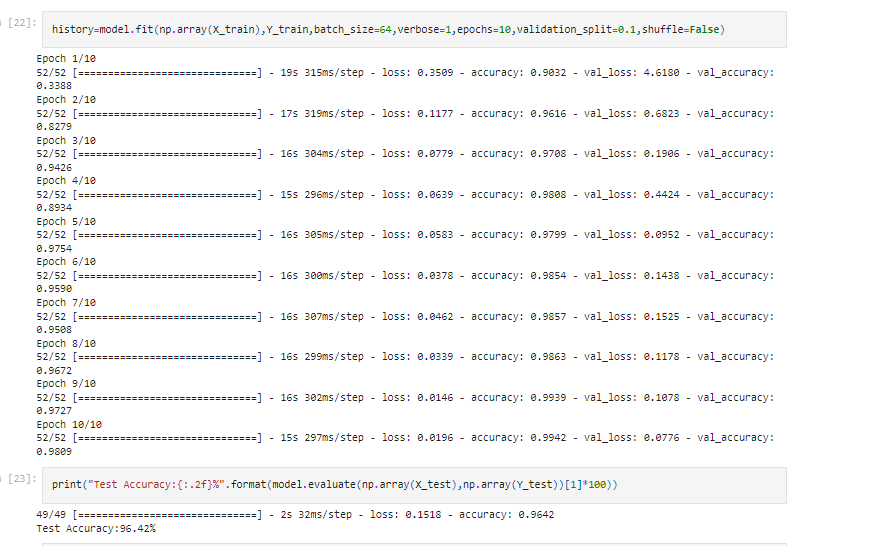 [22]:
history=model.fit(np.array(X_train),Y_train,batch_size=64,verbose=1,epochs=10,validation_split=0.1,shuffle=False)
Epoch 1/10
52/52 [==============================] - 19s 315ms/step - loss: 0.3509 - accuracy: 0.9032 - val_loss: 4.6180 - val_accuracy:
0.3388
Epoch 2/10
52/52 [==============================] - 17s 319ms/step - loss: 0.1177 - accuracy: 0.9616 - val_loss: 0.6823 - val_accuracy:
0.8279
Epoch 3/10
52/52 [==============================] - 16s 304ms/step - loss: 0.0779 - accuracy: 0.9708 - val_loss: 0.1906 - val_accuracy:
0.9426
Epoch 4/10
52/52 [==============================] - 15s 296ms/step - loss: 0.0639 - accuracy: 0.9808 - val_loss: 0.4424 - val_accuracy:
0.8934
Epoch 5/10
52/52 [==============================] - 16s 305ms/step - loss: 0.0583 - accuracy: 0.9799 - val_loss: 0.0952 - val_accuracy:
0.9754
Epoch 6/10
52/52 [==============================] - 16s 300ms/step - loss: 0.0378 - accuracy: 0.9854 - val_loss: 0.1438 - val_accuracy:
0.9590
Epoch 7/10
52/52 [==============================] - 16s 307ms/step - loss: 0.0462 - accuracy: 0.9857 - val_loss: 0.1525 - val_accuracy:
0.9508
Epoch 8/10
52/52 [==============================] - 16s 299ms/step - loss: 0.0339 - accuracy: 0.9863 - val_loss: 0.1178 - val_accuracy:
0.9672
Epoch 9/10
52/52 [==============================] - 16s 302ms/step - loss: 0.0146 - accuracy: 0.9939 - val_loss: 0.1078 - val_accuracy:
0.9727
Epoch 10/10
52/52 [==============================] - 15s 297ms/step - loss: 0.0196 - accuracy: 0.9942 - val_loss: 0.0776 - val_accuracy:
0.9809
[23]:
print("Test Accuracy:{:.2f}%".format(model.evaluate(np.array(X_test),np.array(Y_test))[1]*100))
49/49 [==============================] - 2s 32ms/step - loss: 0.1518 - accuracy: 0.9642
Test Accuracy:96.42%